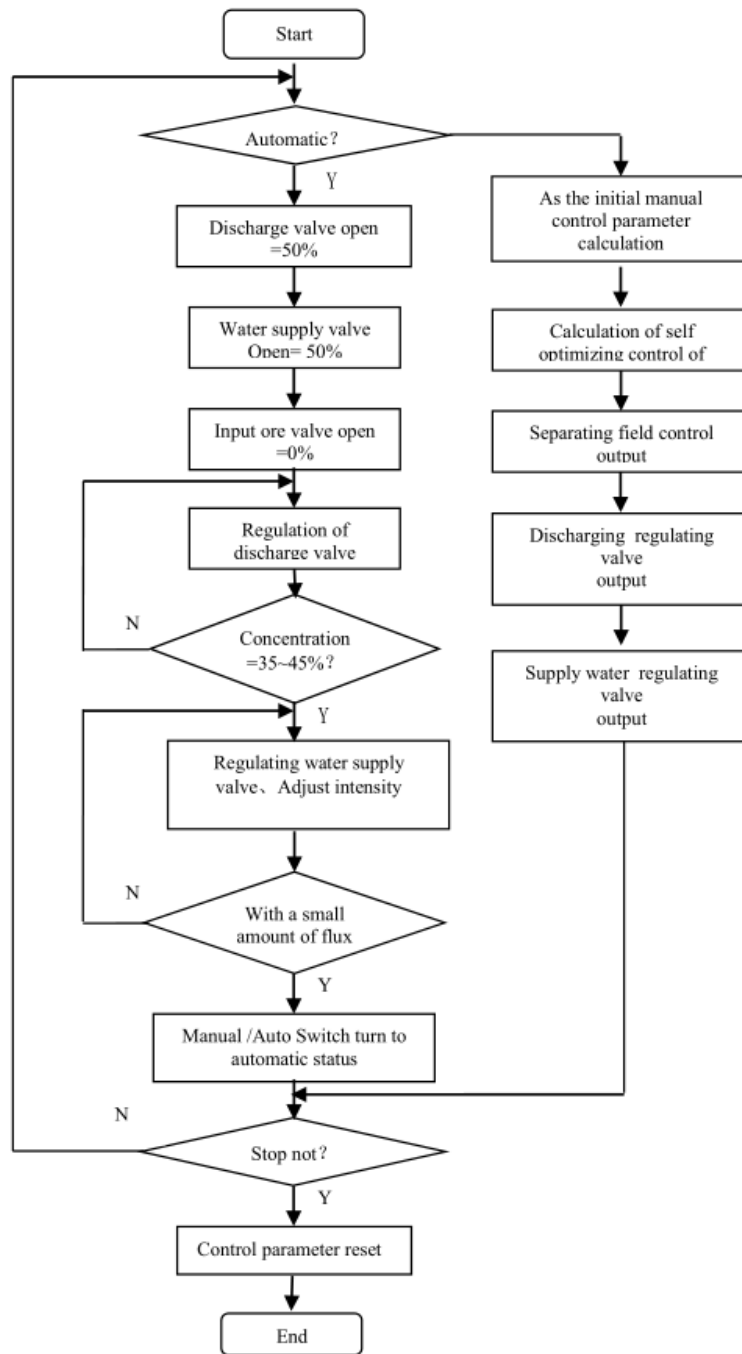 Start
Automatic？
Y
Discharge valve open
=50%
Water supply valve
Open= 50%
Input ore valve open
=0%
Regulation of
discharge valve
N
Concentration
=35~45%？
Y
Regulating water supply
valve、Adjust intensity
N
With a small
amount of flux
Y
Manual /Auto Switch turn to
automatic status
N
Stop not？
Y
Control parameter reset
End
As the initial manual
control parameter
calculation
Calculation of self
optimizing control of
Separating field control
output
Discharging regulating
valve
output
Supply water regulating
valve
output